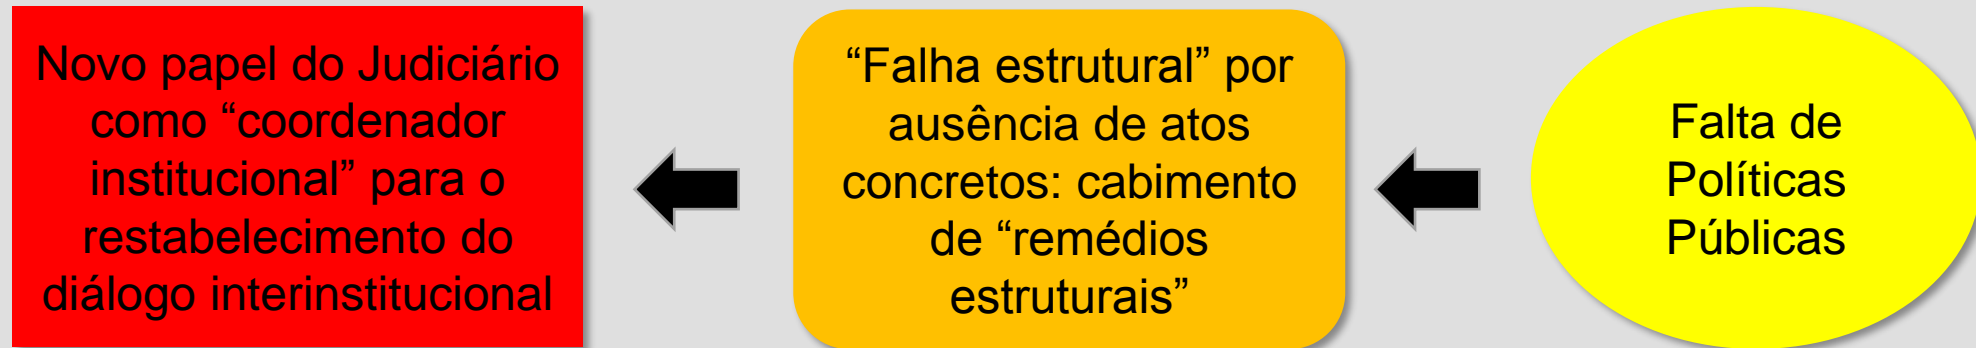 Novo papel do Judiciário
como “coordenador
institucional” para o
restabelecimento do
diálogo interinstitucional
“Falha estrutural” por
ausência de atos
concretos: cabimento
de “remédios
estruturais”
Falta de
Políticas
Públicas